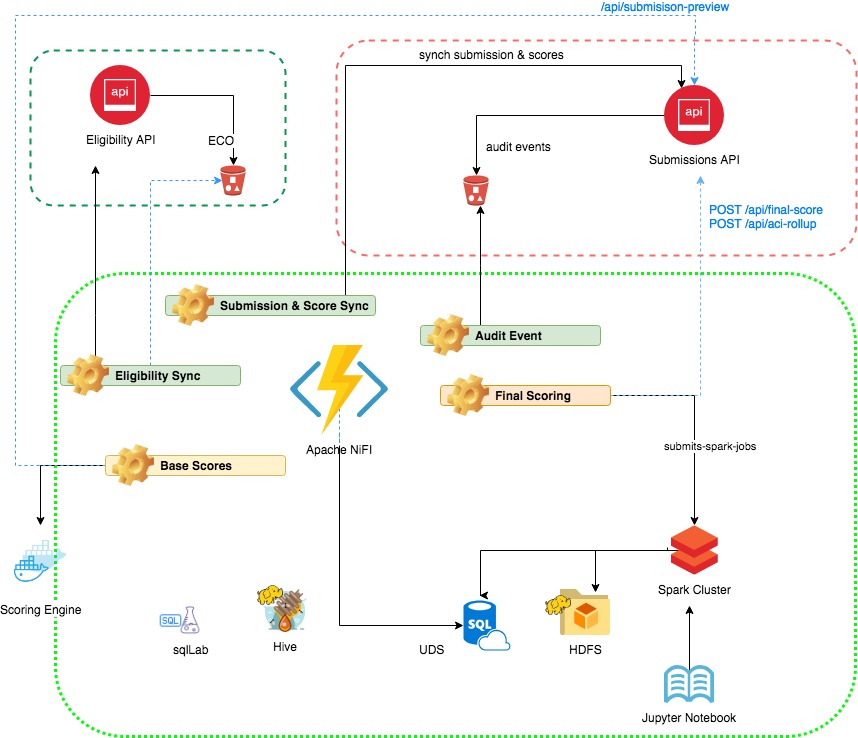 /api/submisison-preview
synch submission & scores
api
Eligibility API
ECO
api
Submissions API
audit events
POST /api/final-score
POST /api/aci-rollup
Submission & Score Sync
Audit Event
Eligibility Sync
Final Scoring
Apache NiFI
submits-spark-jobs
Base Scores
Scoring Engine
Spark Cluster
SQL
sqlLab
Hive
SQL
UDS
HDFS
Jupyter Notebook